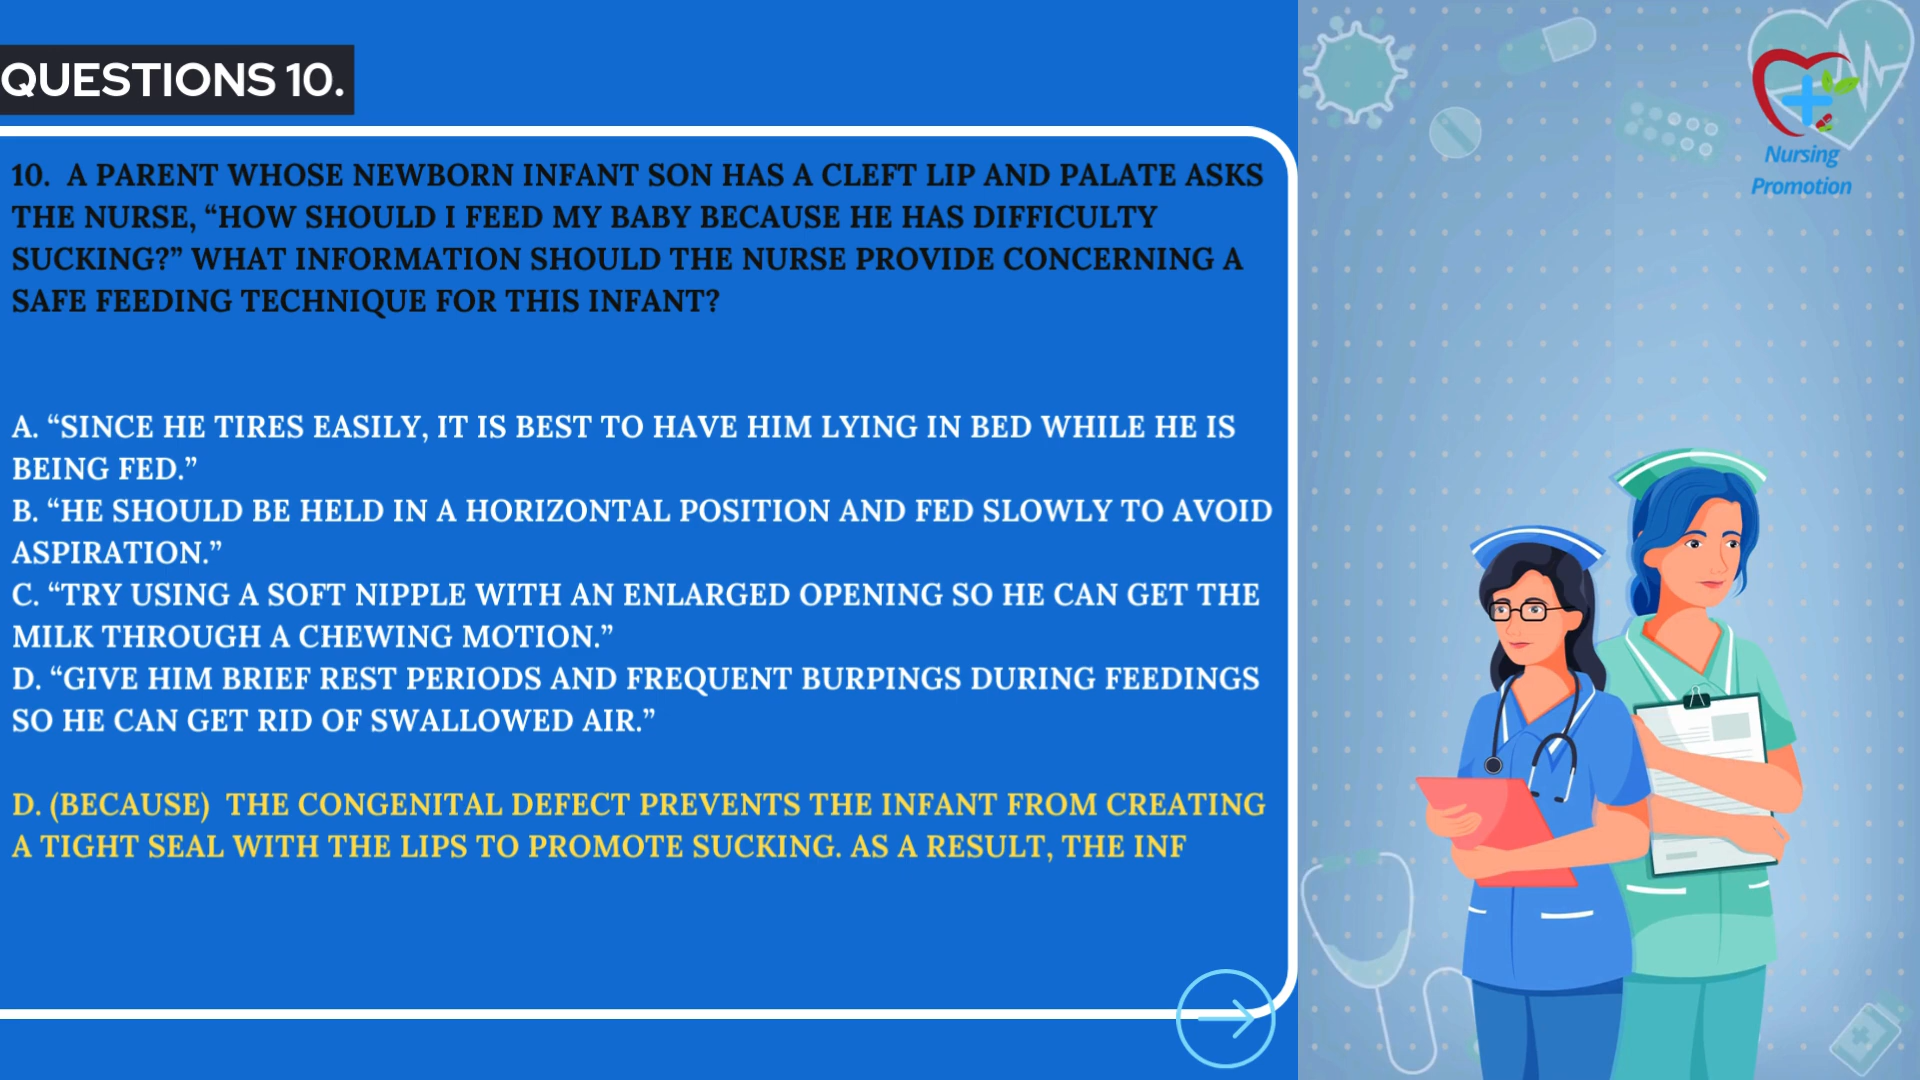 QUESTIONS 10.
10. A PARENT WHOSE NEWBORN INFANT SON HAS A CLEFT LIP AND PALATE ASKS
THE NURSE, “HOW SHOULD I FEED MY BABY BECAUSE HE HAS DIFFICULTY
SUCKING?” WHAT INFORMATION SHOULD THE NURSE PROVIDE CONCERNING A
SAFE FEEDING TECHNIQUE FOR THIS INFANT?
A. “SINCE HE TIRES EASILY, IT IS BEST TO HAVE HIM LYING IN BED WHILE HE IS
BEING FED.”
B. “HE SHOULD BE HELD IN A HORIZONTAL POSITION AND FED SLOWLY TO AVOID
ASPIRATION.”
C. “TRY USING A SOFT NIPPLE WITH AN ENLARGED OPENING SO HE CAN GET THE
MILK THROUGH A CHEWING MOTION.”
D. “GIVE HIM BRIEF REST PERIODS AND FREQUENT BURPINGS DURING FEEDINGS
SO HE CAN GET RID OF SWALLOWED AIR.”
D. (BECAUSE) THE CONGENITAL DEFECT PREVENTS THE INFANT FROM CREATING
A TIGHT SEAL WITH THE LIPS TO PROMOTE SUCKING. AS A RESULT, THE INF
Nursing
Promotion